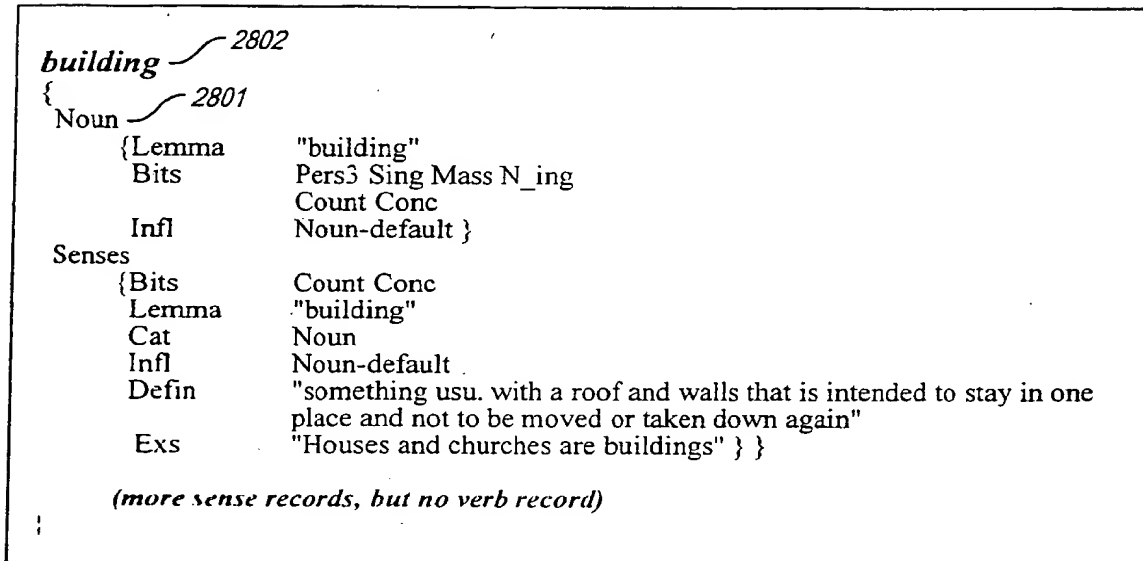 building 2802
{
Noun 2801
{Lemma "building"
Bits Pers3 Sing Mass N_ing
Count Conc
Infl Noun-default }
Senses
{Bits Count Conc
Lemma "building"
Cat Noun
Infl Noun-default
Defin "something usu. with a roof and walls that is intended to stay in one
place and not to be moved or taken down again"
Exs "Houses and churches are buildings" } }
(more sense records, but no verb record)